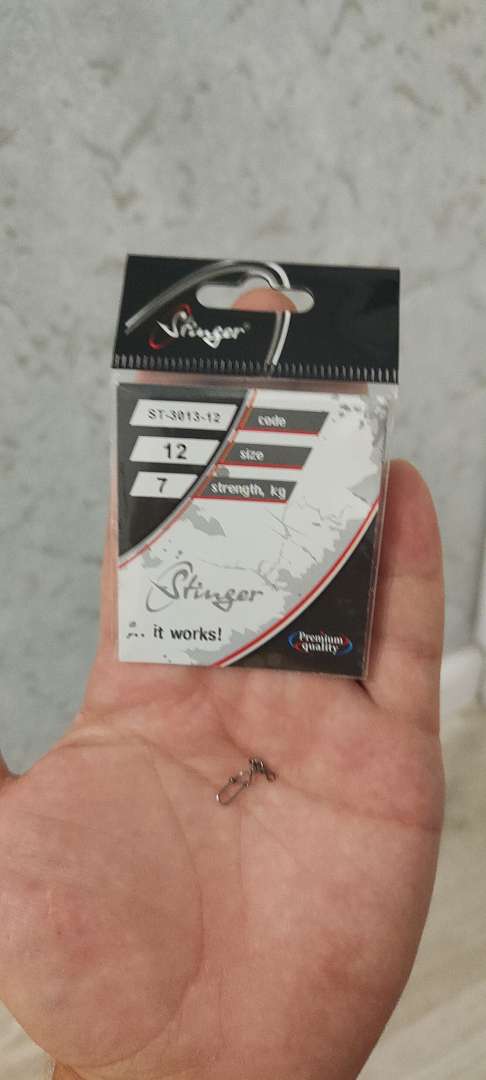 Stinger®
ST-3013-12 code
12 size
7 strength, kg
Stinger
... it works!
Premium
quality